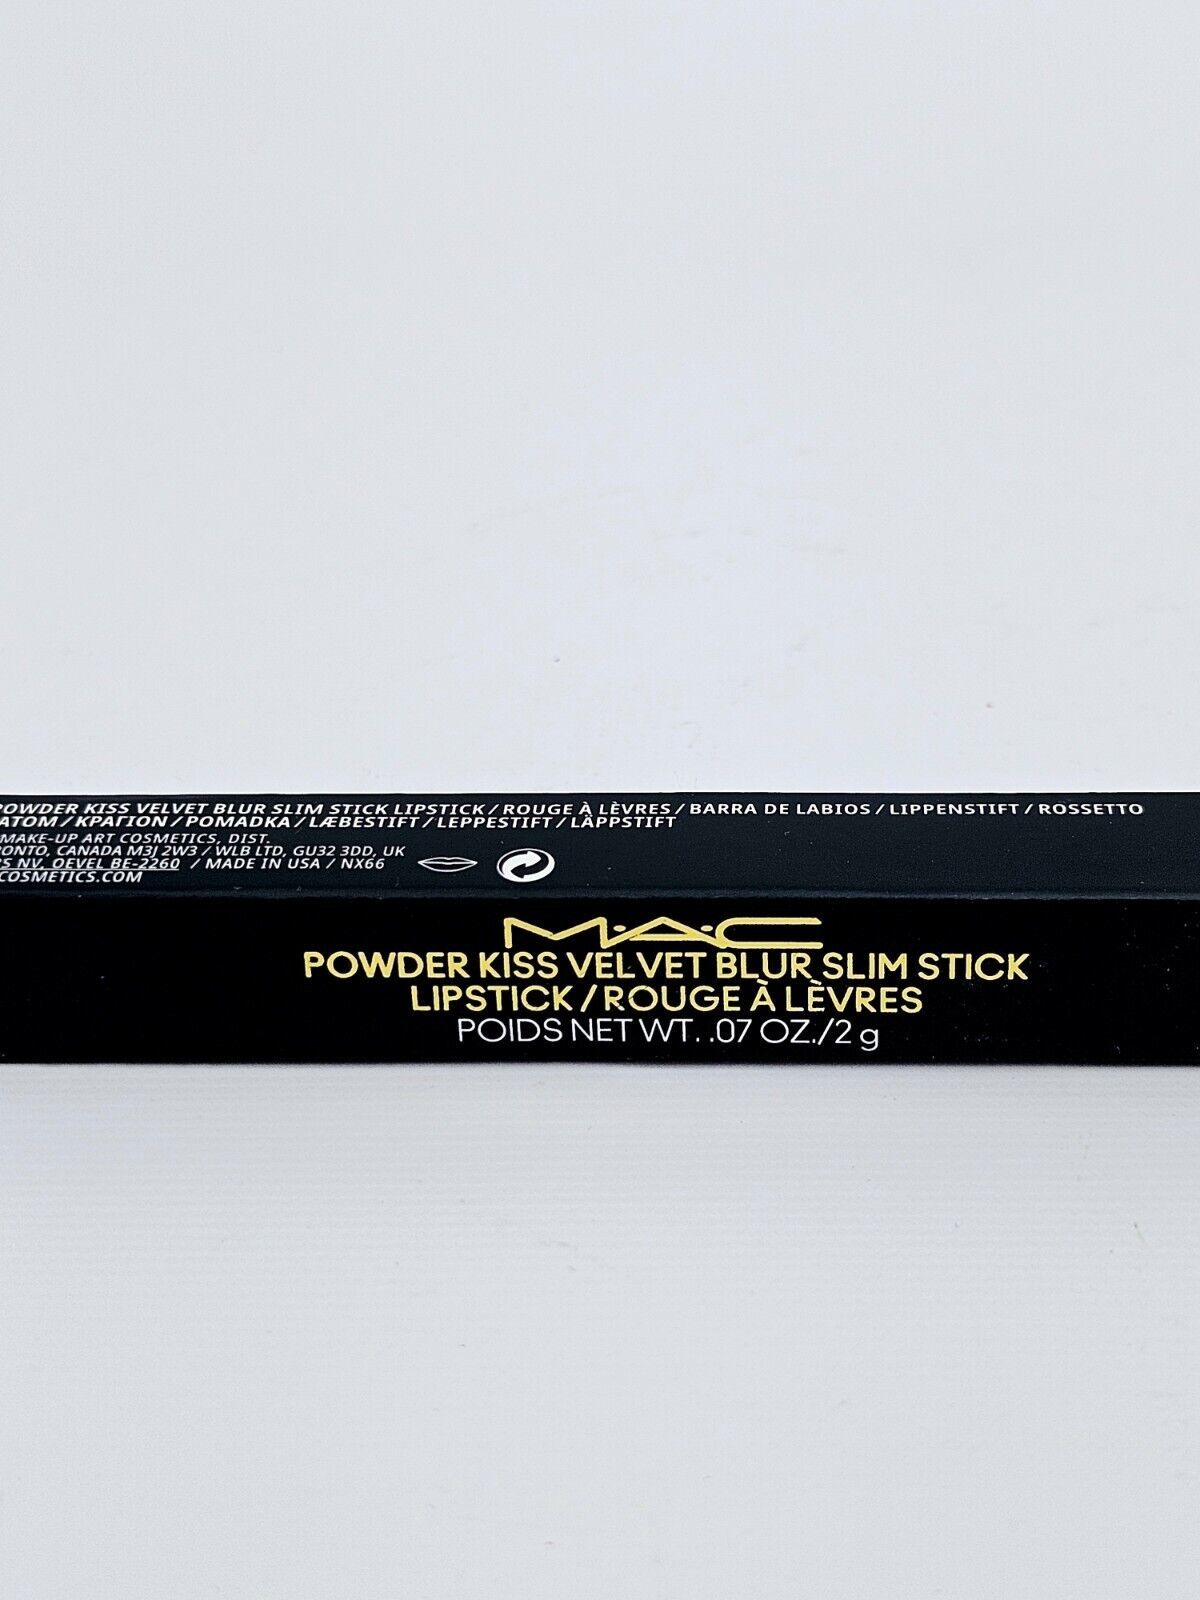 POWDER KISS VELVET BLUR SLIM STICK LIPSTICK / ROUGE À LÈVRES / BARRA DE LABIOS / LIPPENSTIFT / ROSSETTO
ΚΡΑΓΙΟΝ / POMADKA / LÆBESTIFT / LEPPESTIFT / LÄPPSTIFT
MAKE-UP ART COSMETICS, DIST.
CANADA M3J 2W3 / WLB LTD, GU32 3DD, UK
NV, OEVEL BE-2260 / MADE IN USA / NX66
COSMETICS.COM
M·A·C
POWDER KISS VELVET BLUR SLIM STICK
LIPSTICK / ROUGE À LÈVRES
POIDS NET WT. .07 OZ./2 g